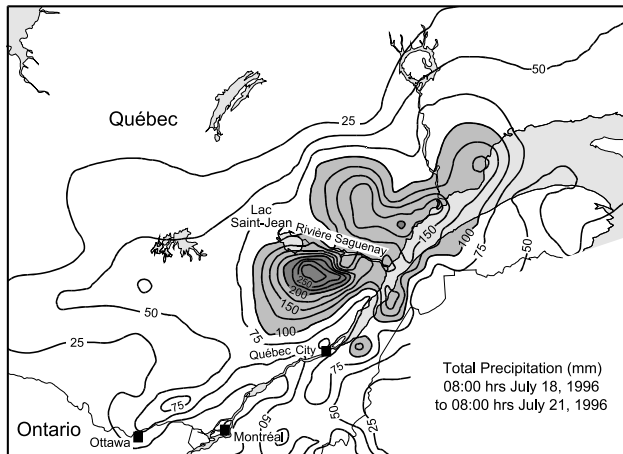 50
25
Québec
Lac
Saint-Jean
Rivière Saguenay
150
100
75
50
250
200
150
50
100
75
25
Québec City
75
75
Total Precipitation (mm)
08:00 hrs July 18, 1996
to 08:00 hrs July 21, 1996
50
50
25
Ontario
Ottawa
Montréal